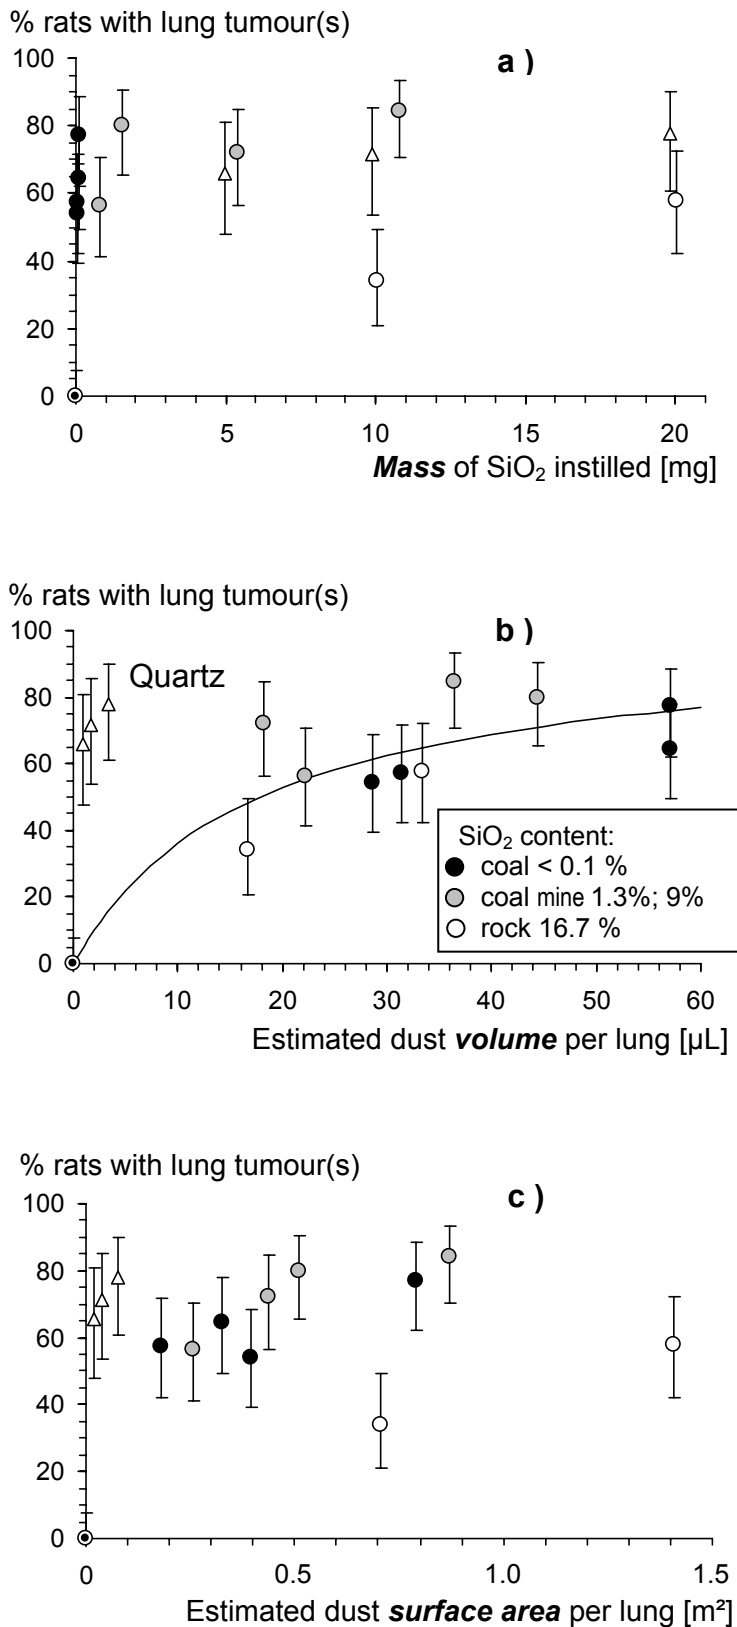 % rats with lung tumour(s)
a )
100
80
60
40
20
0
0 5 10 15 20
Mass of SiO₂ instilled [mg]
% rats with lung tumour(s)
b )
100
Quartz
80
60
40
20
0
SiO₂ content:
coal < 0.1 %
coal mine 1.3%; 9%
rock 16.7 %
0 10 20 30 40 50 60
Estimated dust volume per lung [µL]
% rats with lung tumour(s)
c )
100
80
60
40
20
0
0 0.5 1.0 1.5
Estimated dust surface area per lung [m²]